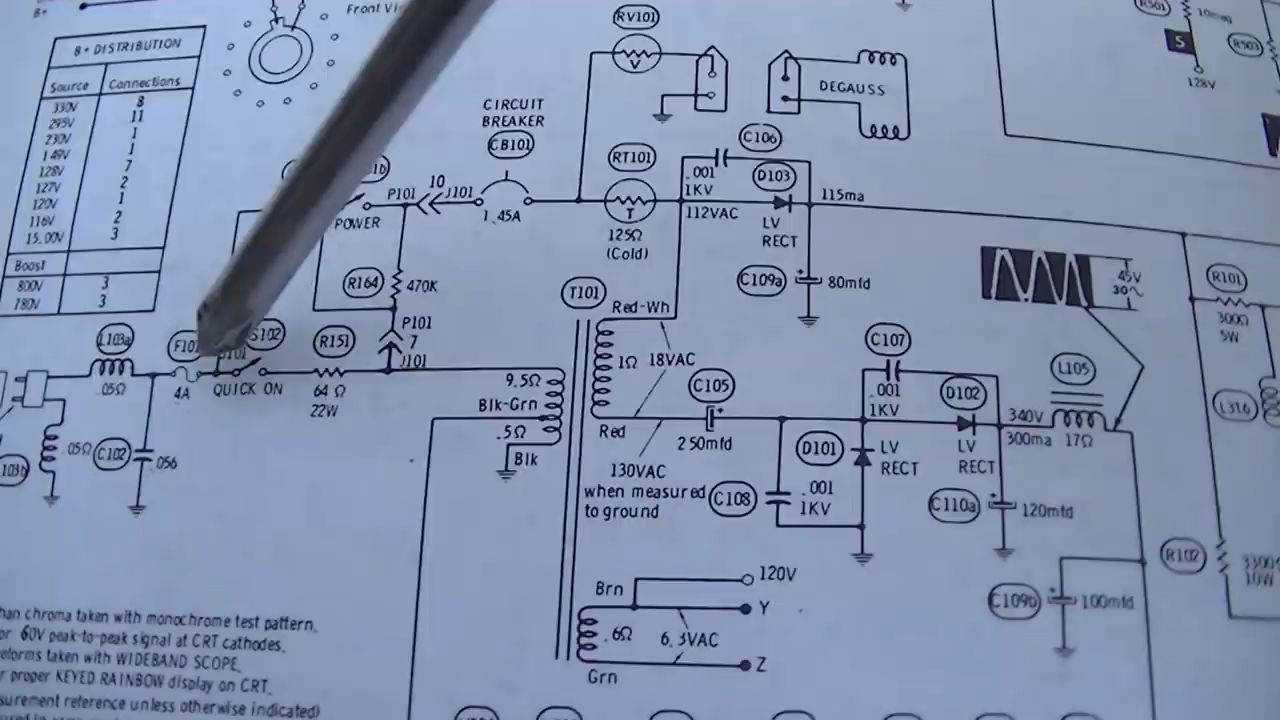 B+
Front
B+ DISTRIBUTION
Source
Connections
330V 8
295V 11
230V 1
149V 1
128V 7
127V 2
120V 1
116V 2
15.00V 3
Boost
800V 3
780V 3
RV101
V
DEGAUSS
R501
10meg
S
128V
R503
CIRCUIT
BREAKER
CB101
1.45A
P101
10
J101
POWER
RT101
T
125Ω
(Cold)
C106
.001
1KV
D103
112VAC
LV
RECT
115ma
C109a
80mfd
R164
470K
P101
7
J101
T101
Red-Wh
1Ω
18VAC
45V
30
R101
300Ω
5W
L103a
.05Ω
4A
S102
QUICK ON
R151
64 Ω
22W
9.5Ω
Blk-Grn
.5Ω
Blk
C105
250mfd
Red
130VAC
when measured
to ground
C107
.001
1KV
D102
LV
RECT
340V
300ma
L105
17Ω
L316
D101
LV
RECT
C108
.001
1KV
C110a
120mfd
.05Ω
C102
.056
R102
3300Ω
10W
C109b
100mfd
Brn
120V
Y
.6Ω
6.3VAC
Z
Grn
han chroma taken with monochrome test pattern.
or 60V peak-to-peak signal at CRT cathodes.
eforms taken with WIDEBAND SCOPE.
r proper KEYED RAINBOW display on CRT.
surement reference unless otherwise indicated)